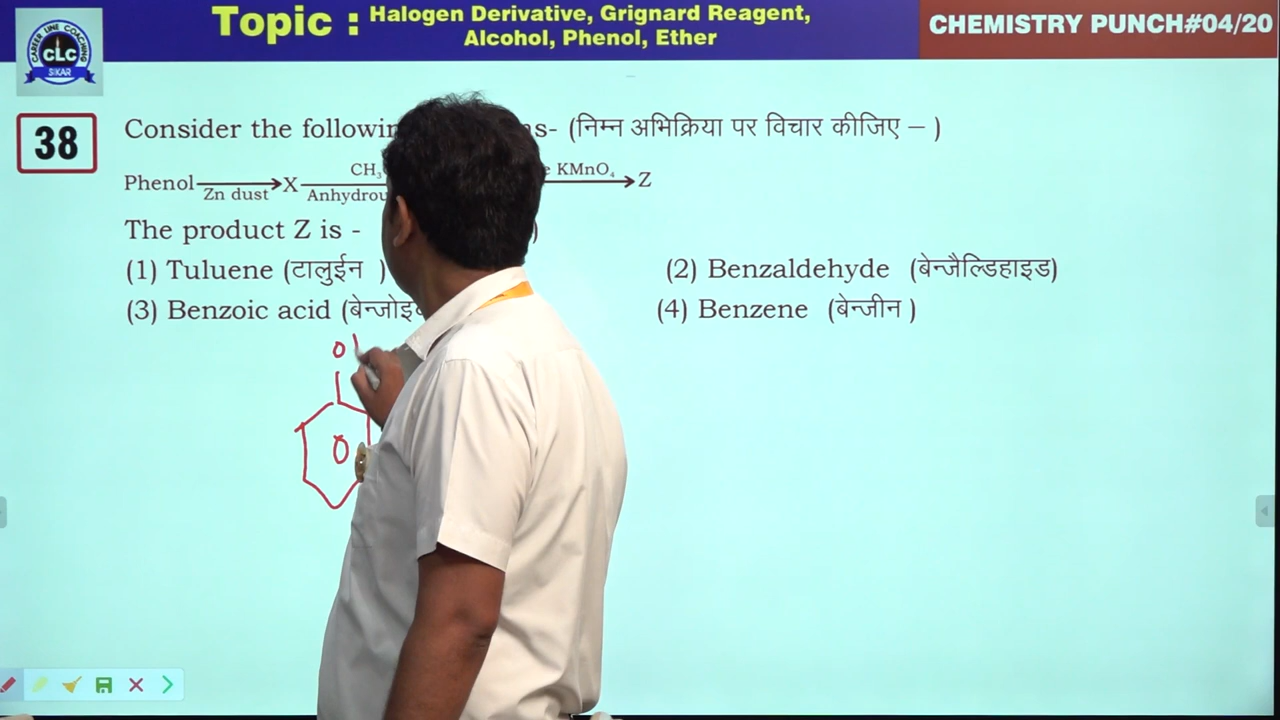 Topic : Halogen Derivative, Grignard Reagent,
Alcohol, Phenol, Ether
CHEMISTRY PUNCH#04/20
CAREER LINE COACHING
CLC
SIKAR
38
Consider the (निम्न अभिक्रिया पर विचार कीजिए – )
Phenol Zn dust X CH₃ KMnO₄ Z
The product Z is -
(1) Tuluene (टालुईन )
(2) Benzaldehyde (बेन्जैल्डिहाइड)
(3) Benzoic acid
(4) Benzene (बेन्जीन )
O